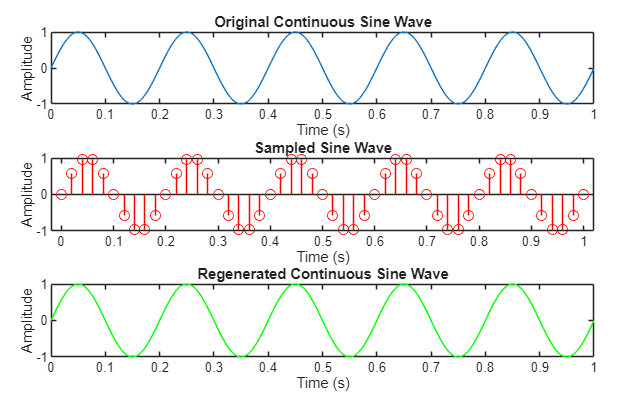 Original Continuous Sine Wave
Amplitude
1
0
-1
0 0.1 0.2 0.3 0.4 0.5 0.6 0.7 0.8 0.9 1
Time (s)
Sampled Sine Wave
Amplitude
1
0
-1
0 0.1 0.2 0.3 0.4 0.5 0.6 0.7 0.8 0.9 1
Time (s)
Regenerated Continuous Sine Wave
Amplitude
1
0
-1
0 0.1 0.2 0.3 0.4 0.5 0.6 0.7 0.8 0.9 1
Time (s)